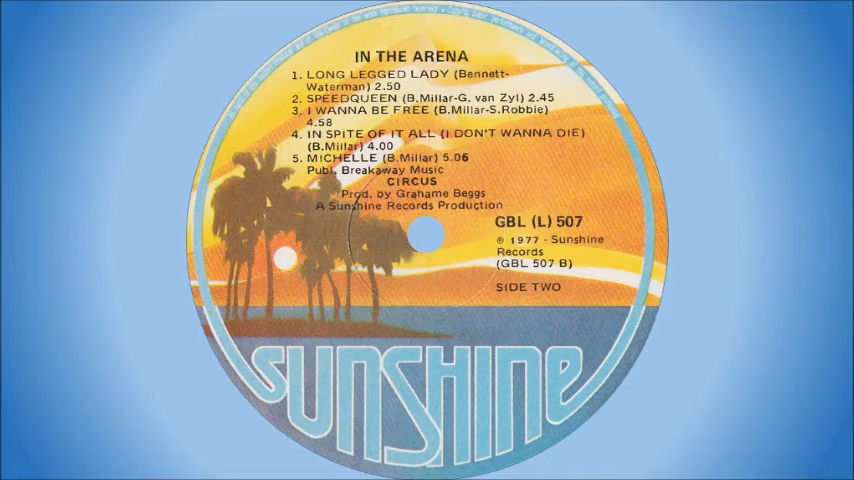 IN THE ARENA
1. LONG LEGGED LADY (Bennett-
Waterman) 2.50
2. SPEEDQUEEN (B.Millar-G. van Zyl) 2.45
3. I WANNA BE FREE (B.Millar-S.Robbie)
4.58
4. IN SPITE OF IT ALL (I DON'T WANNA DIE)
(B.Millar) 4.00
5. MICHELLE (B.Millar) 5.06
Publ. Breakaway Music
CIRCUS
Prod. by Grahame Beggs
A Sunshine Records Production
GBL (L) 507
℗ 1977 - Sunshine
Records
(GBL 507 B)
SIDE TWO
SUNSHINE